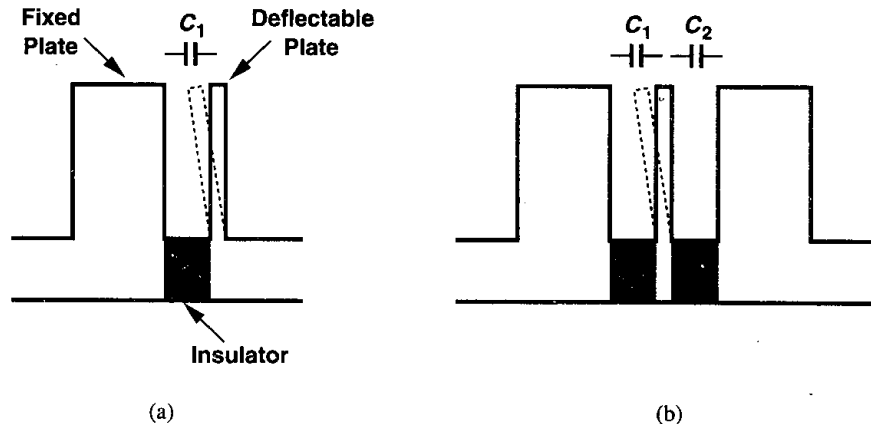 Fixed
Plate
C1
Deflectable
Plate
Insulator
(a)
C1
C2
(b)